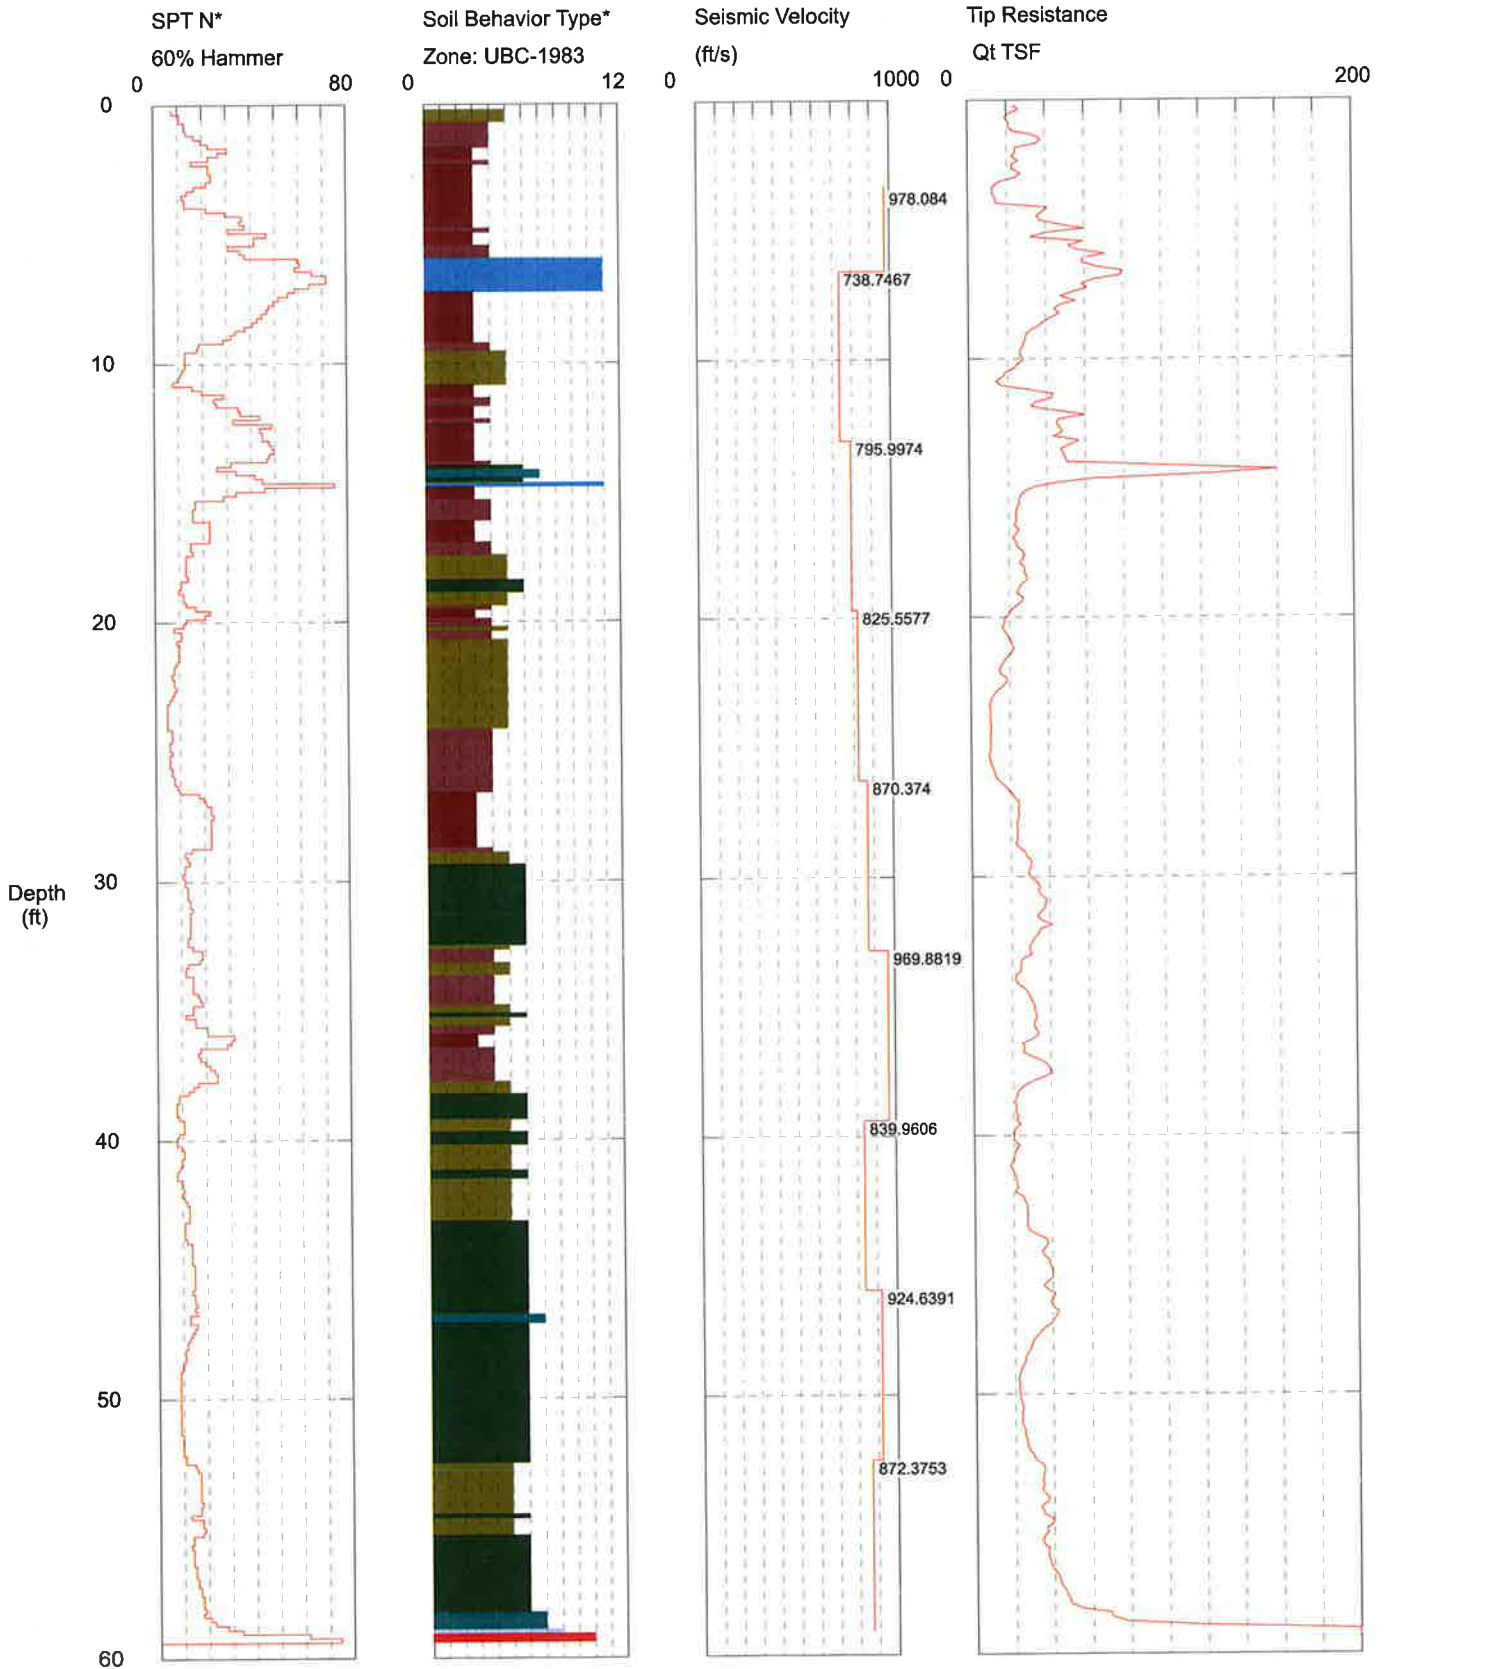 SPT N*
60% Hammer
0 80
Soil Behavior Type*
Zone: UBC-1983
0 12
Seismic Velocity
(ft/s)
0 1000
Tip Resistance
Qt TSF
0 200
0
10
20
30
40
50
60
Depth
(ft)
978.084
738.7467
795.9974
825.5577
870.374
969.8819
839.9606
924.6391
872.3753